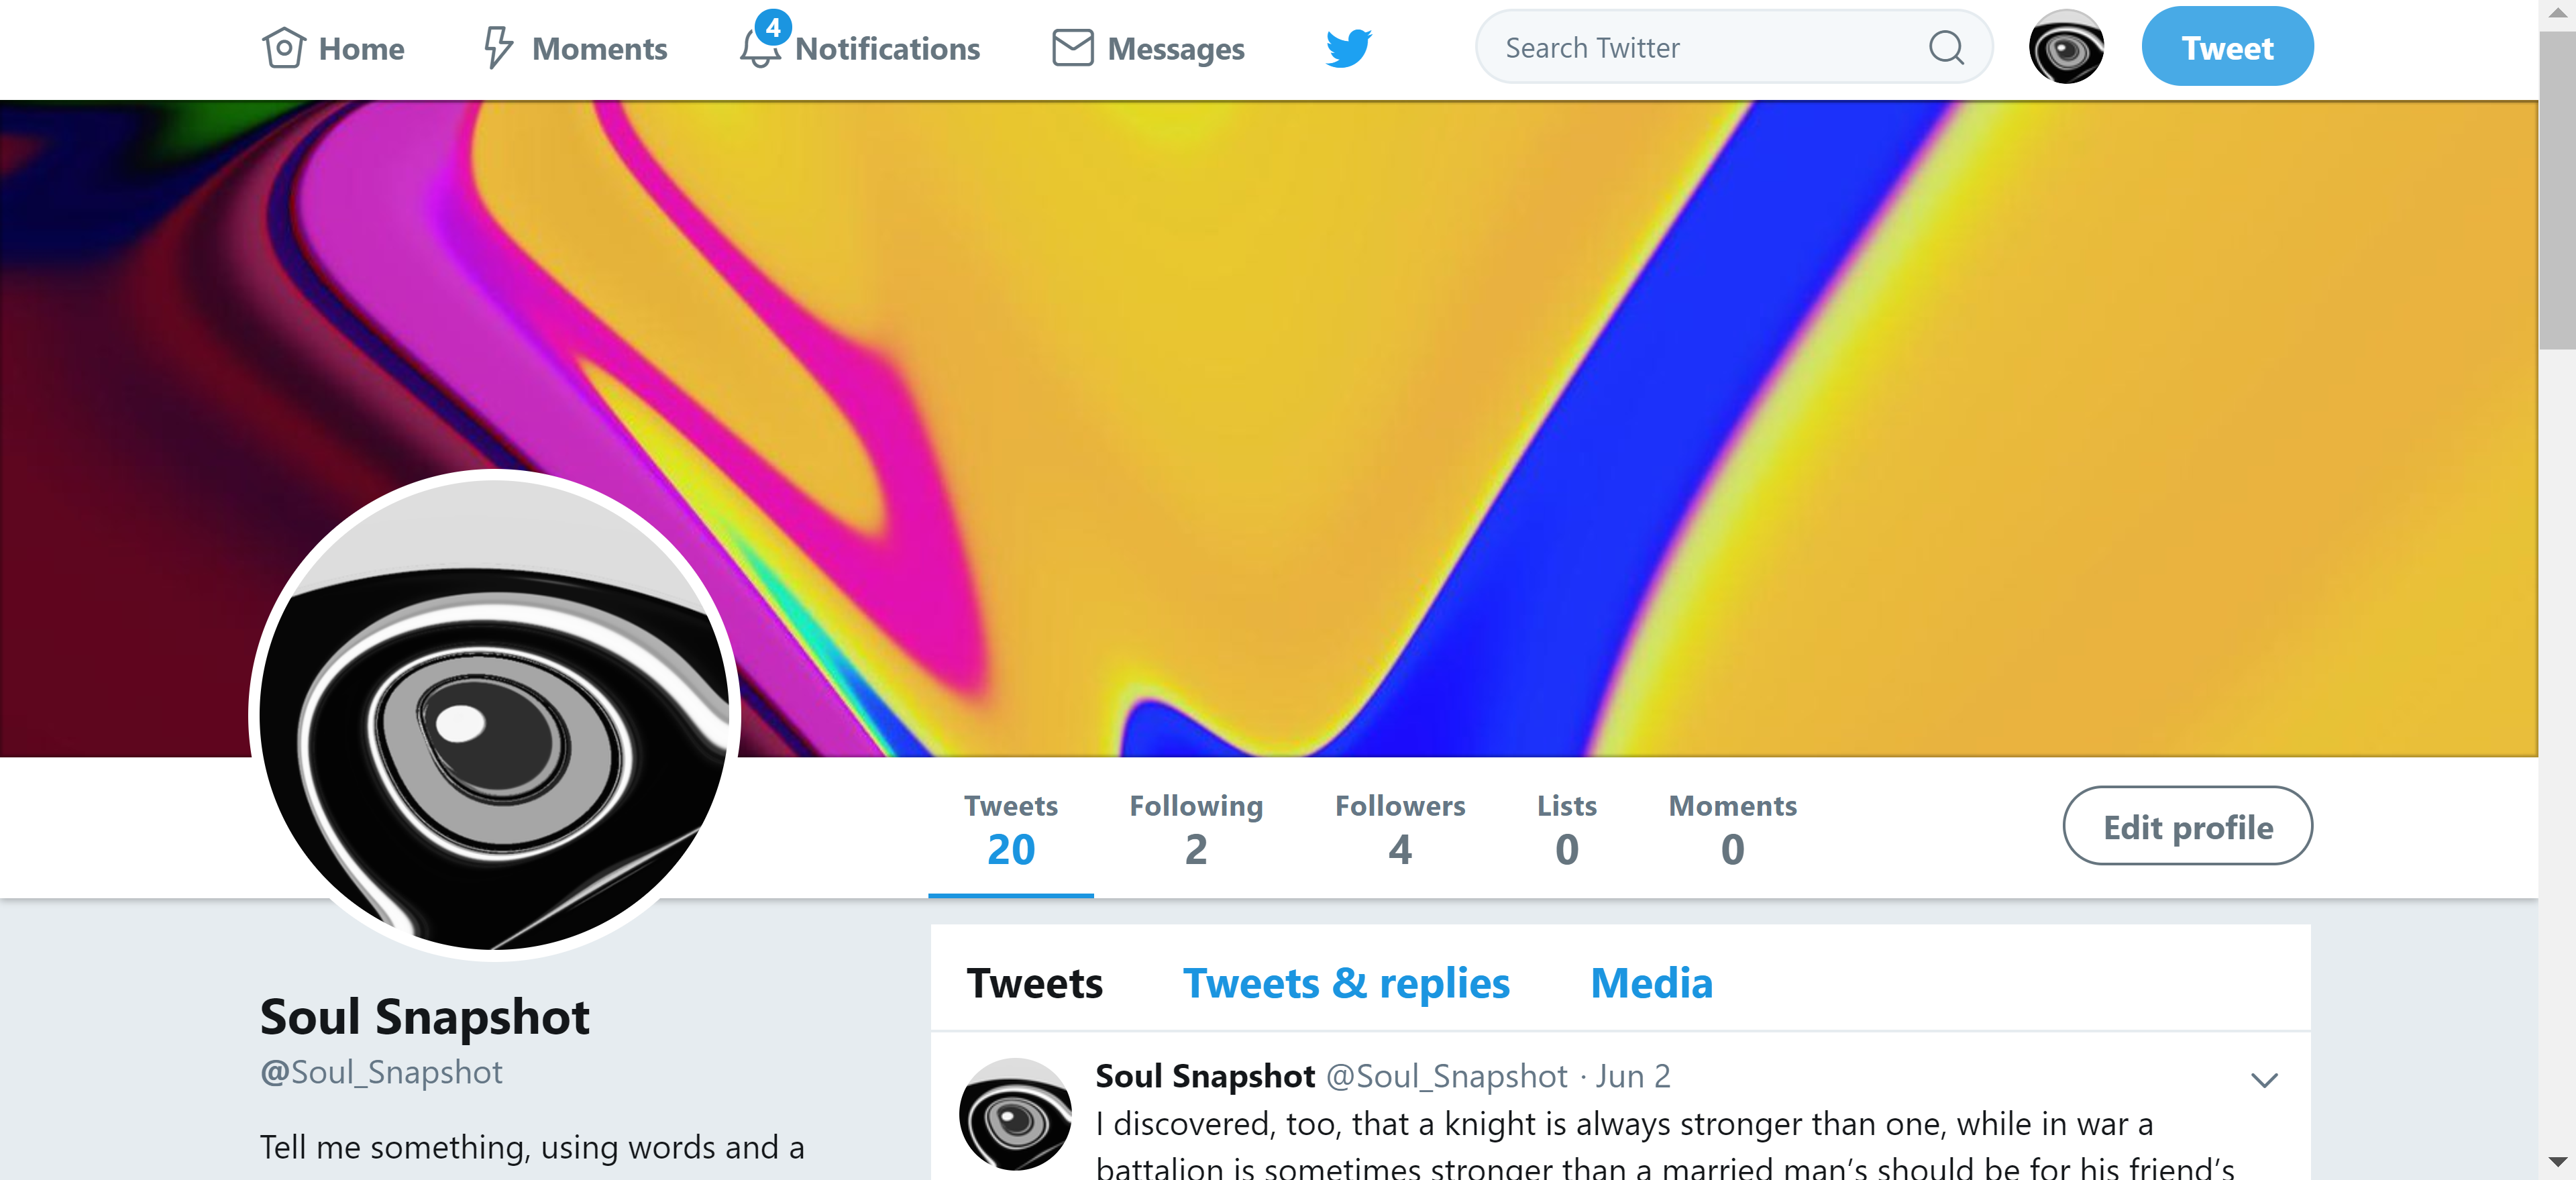 Home
Moments
4
Notifications
Messages
Search Twitter
Tweet
Tweets
20
Following
2
Followers
4
Lists
0
Moments
0
Edit profile
Soul Snapshot
@Soul_Snapshot
Tell me something, using words and a
Tweets
Tweets & replies
Media
Soul Snapshot @Soul_Snapshot · Jun 2
I discovered, too, that a knight is always stronger than one, while in war a
battalion is sometimes stronger than a married man’s should be for his friend’s